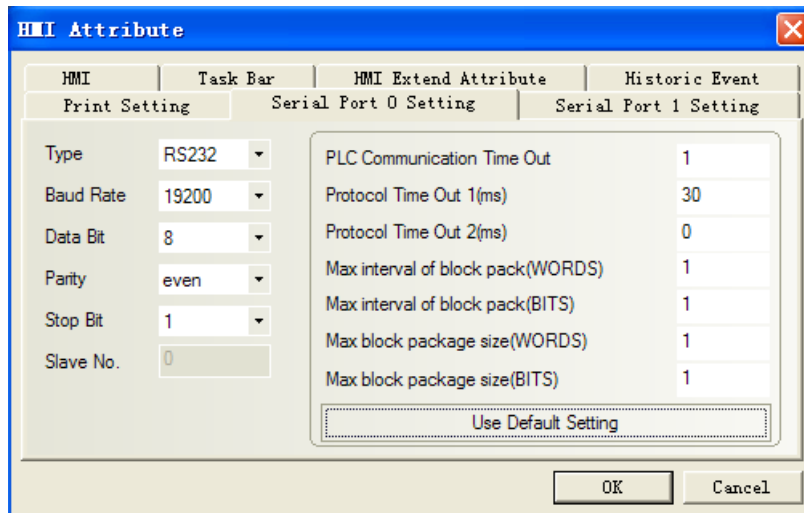 HMI Attribute
HMI Task Bar HMI Extend Attribute Historic Event
Print Setting Serial Port 0 Setting Serial Port 1 Setting
Type RS232
Baud Rate 19200
Data Bit 8
Parity even
Stop Bit 1
Slave No. 0
PLC Communication Time Out 1
Protocol Time Out 1(ms) 30
Protocol Time Out 2(ms) 0
Max interval of block pack(WORDS) 1
Max interval of block pack(BITS) 1
Max block package size(WORDS) 1
Max block package size(BITS) 1
Use Default Setting
OK Cancel